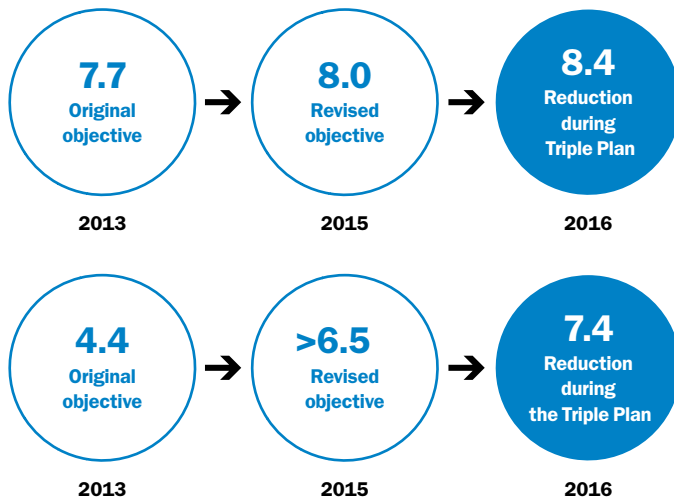 7.7
Original
objective
8.0
Revised
objective
8.4
Reduction
during
Triple Plan
2013
2015
2016
4.4
Original
objective
>6.5
Revised
objective
7.4
Reduction
during
the Triple Plan
2013
2015
2016